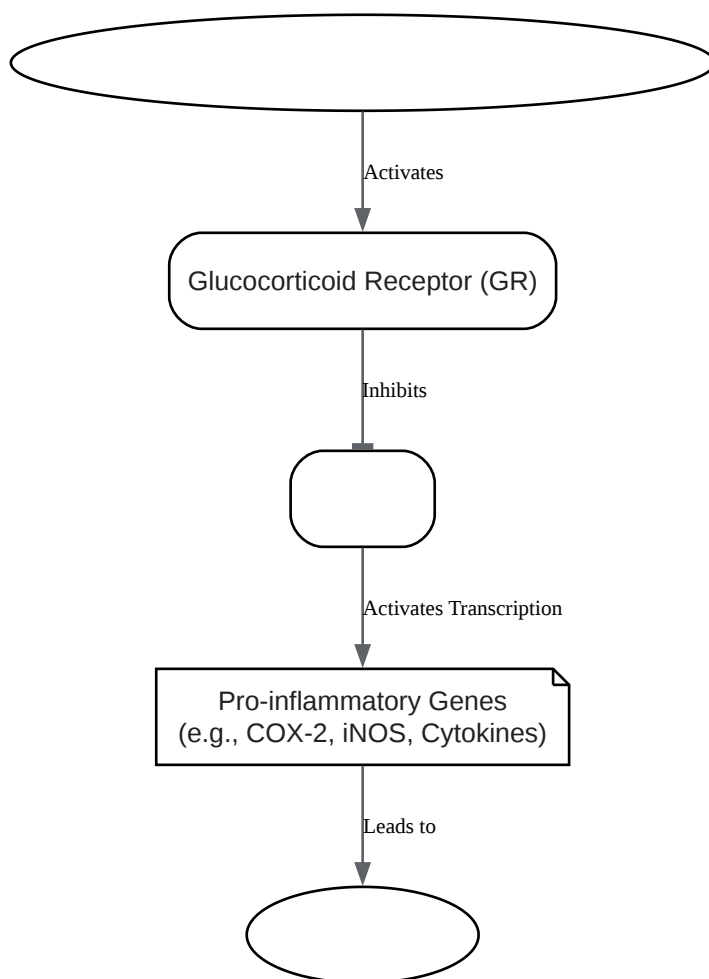 Activates
Glucocorticoid Receptor (GR)
Inhibits
Activates Transcription
Pro-inflammatory Genes
(e.g., COX-2, iNOS, Cytokines)
Leads to